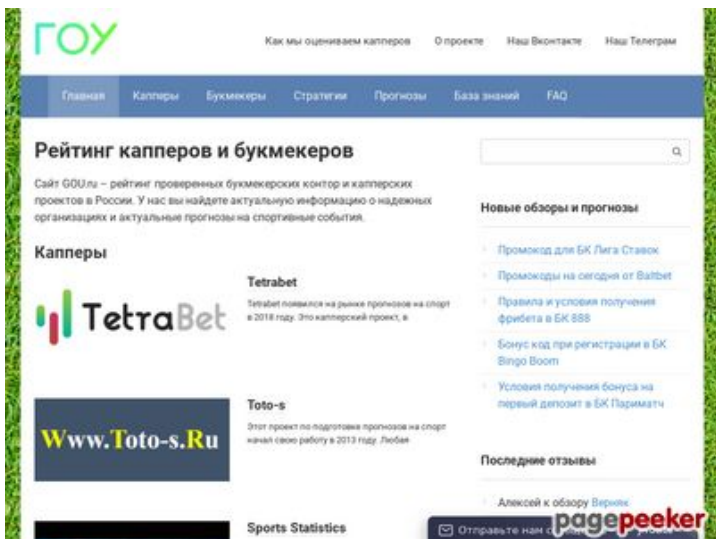 ГОУ
Как мы оцениваем капперов О проекте Наш Вконтакте Наш Телеграм
Главная Капперы Букмекеры Стратегии Прогнозы База знаний FAQ
Рейтинг капперов и букмекеров
Сайт GOU.ru – рейтинг проверенных букмекерских контор и капперских
проектов в России. У нас вы найдете актуальную информацию о надежных
организациях и актуальные прогнозы на спортивные события.
Капперы
TetraBet
Tetrabet
Tetrabet появился на рынке прогнозов на спорт
в 2018 году. Это капперский проект, в
Www.Toto-s.Ru
Toto-s
Этот проект по подготовке прогнозов на спорт
начал свою работу в 2013 году. Любая
Sports Statistics
Новые обзоры и прогнозы
Промокод для БК Лига Ставок
Промокоды на сегодня от Baltbet
Правила и условия получения
фрибета в БК 888
Бонус код при регистрации в БК
Bingo Boom
Условия получения бонуса на
первый депозит в БК Париматч
Последние отзывы
Алексей к обзору Верняк
Отправьте нам
pagepeeker